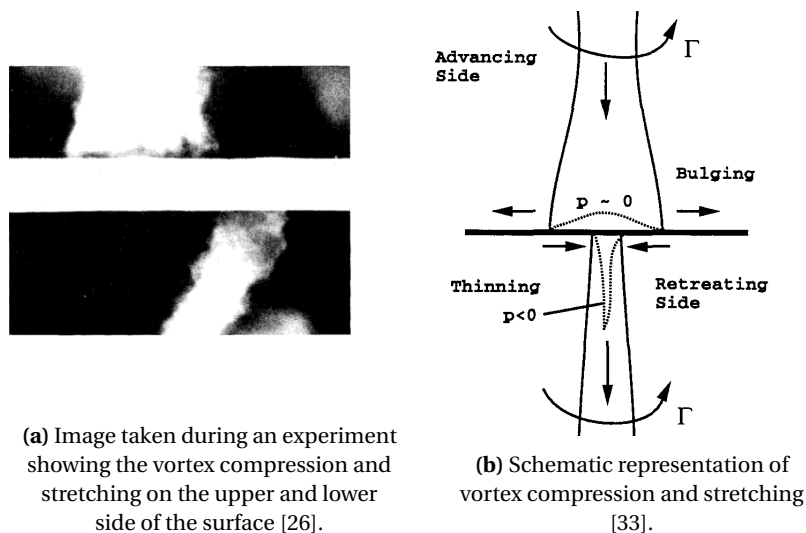 Advancing
Side
Γ
Bulging
p ~ 0
Thinning
p<0
Retreating
Side
Γ
(a) Image taken during an experiment
showing the vortex compression and
stretching on the upper and lower
side of the surface [26].
(b) Schematic representation of
vortex compression and stretching
[33].